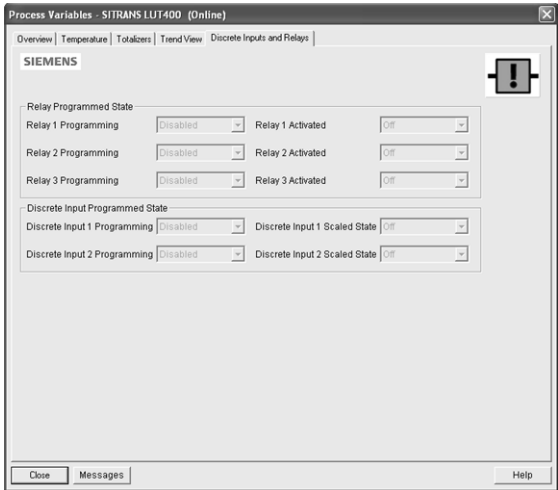 Process Variables - SITRANS LUT400 (Online)
Overview Temperature Totalizers Trend View Discrete Inputs and Relays
SIEMENS
Relay Programmed State
Relay 1 Programming Disabled Relay 1 Activated Off
Relay 2 Programming Disabled Relay 2 Activated Off
Relay 3 Programming Disabled Relay 3 Activated Off
Discrete Input Programmed State
Discrete Input 1 Programming Disabled Discrete Input 1 Scaled State Off
Discrete Input 2 Programming Disabled Discrete Input 2 Scaled State Off
Close Messages Help